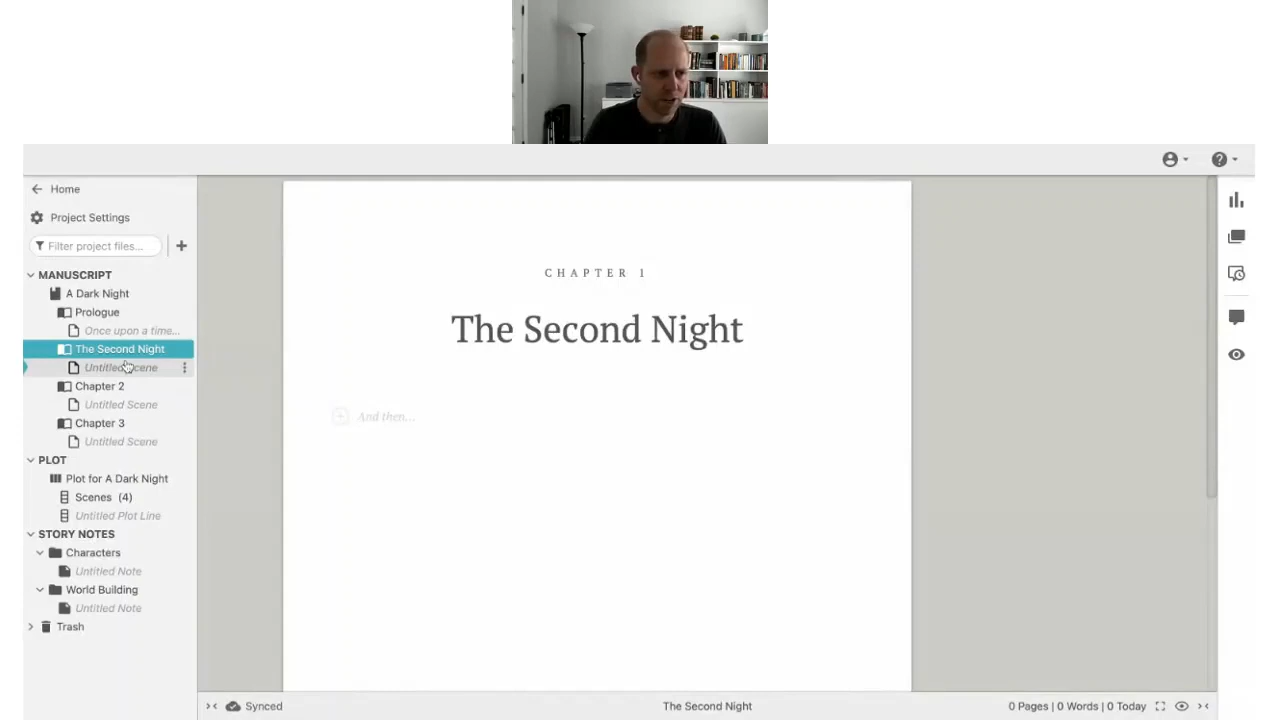 Home
Project Settings
Filter project files...
MANUSCRIPT
A Dark Night
Prologue
Once upon a time...
The Second Night
Untitled Scene
Chapter 2
Untitled Scene
Chapter 3
Untitled Scene
PLOT
Plot for A Dark Night
Scenes (4)
Untitled Plot Line
STORY NOTES
Characters
Untitled Note
World Building
Untitled Note
Trash
CHAPTER 1
The Second Night
And then...
Synced
The Second Night
0 Pages | 0 Words | 0 Today